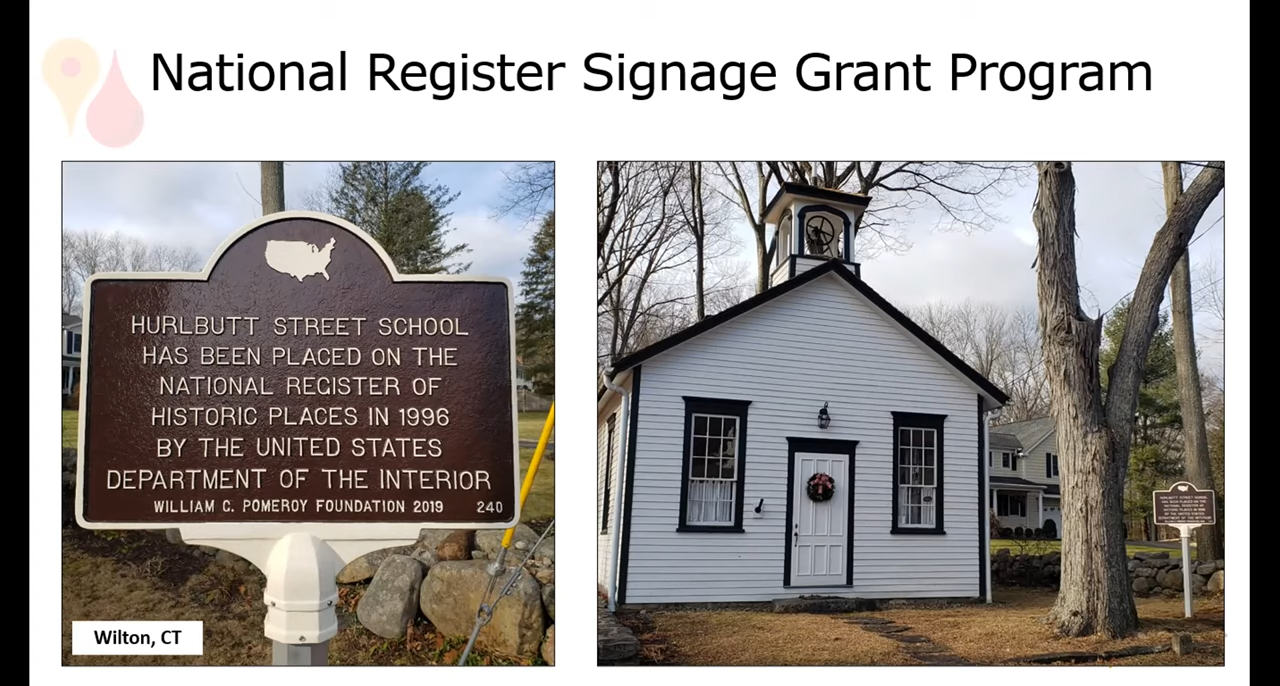 National Register Signage Grant Program
HURLBUTT STREET SCHOOL
HAS BEEN PLACED ON THE
NATIONAL REGISTER OF
HISTORIC PLACES IN 1996
BY THE UNITED STATES
DEPARTMENT OF THE INTERIOR
WILLIAM C. POMEROY FOUNDATION 2019 240
Wilton, CT